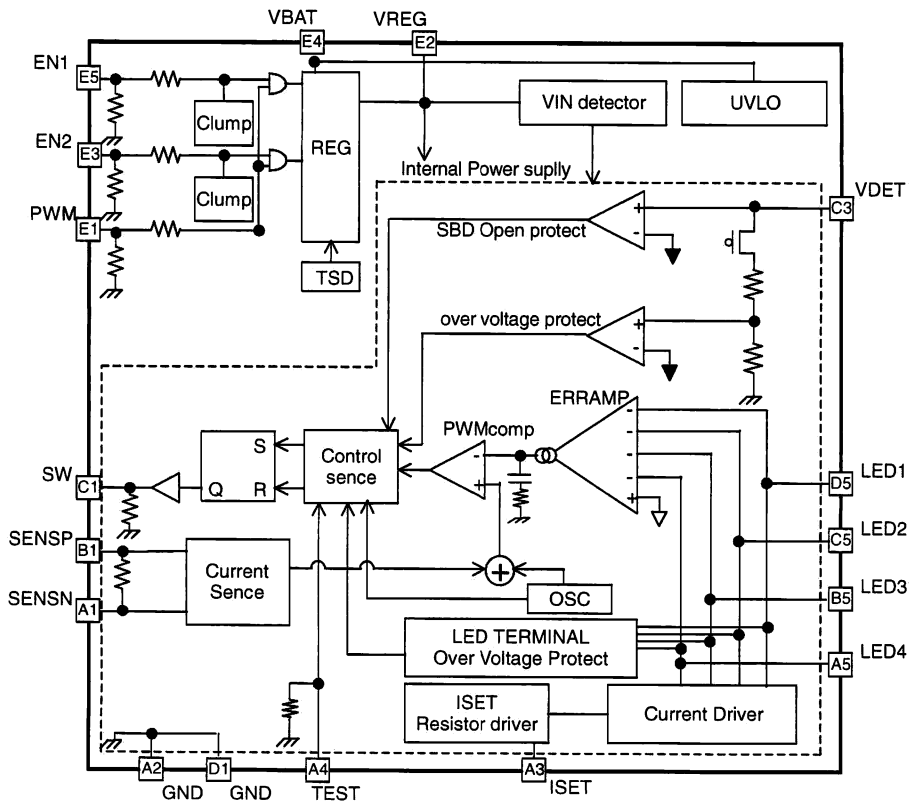 VBAT
VREG
E4
E2
EN1
E5
Clump
REG
VIN detector
UVLO
EN2
E3
Clump
Internal Power suplly
PWM
E1
TSD
VDET
C3
+
-
SBD Open protect
over voltage protect
+
-
ERRAMP
PWMcomp
-
+
-
-
-
-
+
S
Q
R
Control
sence
SW
C1
LED1
D5
LED2
C5
SENSP
B1
Current
Sence
+
OSC
LED3
B5
SENSN
A1
LED TERMINAL
Over Voltage Protect
LED4
A5
ISET
Resistor driver
Current Driver
A2
D1
A4
A3
GND
GND
TEST
ISET